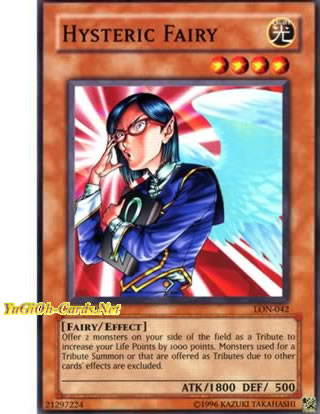 HYSTERIC FAIRY
LIGHT
光
YuGiOh-Cards.Net
LON-042
[FAIRY/EFFECT]
Offer 2 monsters on your side of the field as a Tribute to
increase your Life Points by 1000 points. Monsters used for a
Tribute Summon or that are offered as Tributes due to other
cards' effects are excluded.
ATK/1800 DEF/ 500
21297224
©1996 KAZUKI TAKAHASHI